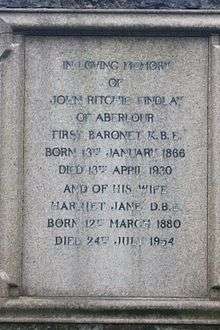 IN LOVING MEMORY
OF
JOHN RITCHIE FINDLAY
OF ABERLOUR
FIRST BARONET K.B.E.
BORN 13TH JANUARY 1866
DIED 13TH APRIL 1930
AND OF HIS WIFE
HARRIET JANE D.B.E.
BORN 12TH MARCH 1880
DIED 24TH JULY 1954